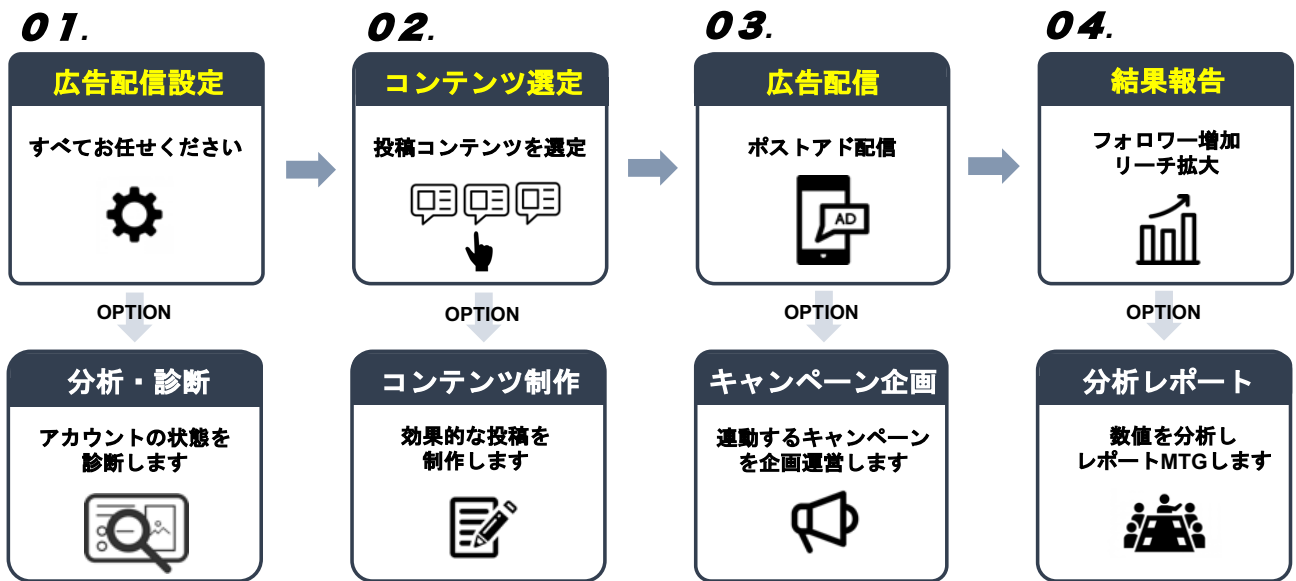 01.
広告配信設定
すべてお任せください
02.
コンテンツ選定
投稿コンテンツを選定
03.
広告配信
ポストアド配信
AD
04.
結果報告
フォロワー増加
リーチ拡大
OPTION
OPTION
OPTION
OPTION
分析・診断
アカウントの状態を
診断します
コンテンツ制作
効果的な投稿を
制作します
キャンペーン企画
連動するキャンペーン
を企画運営します
分析レポート
数値を分析し
レポートMTGします